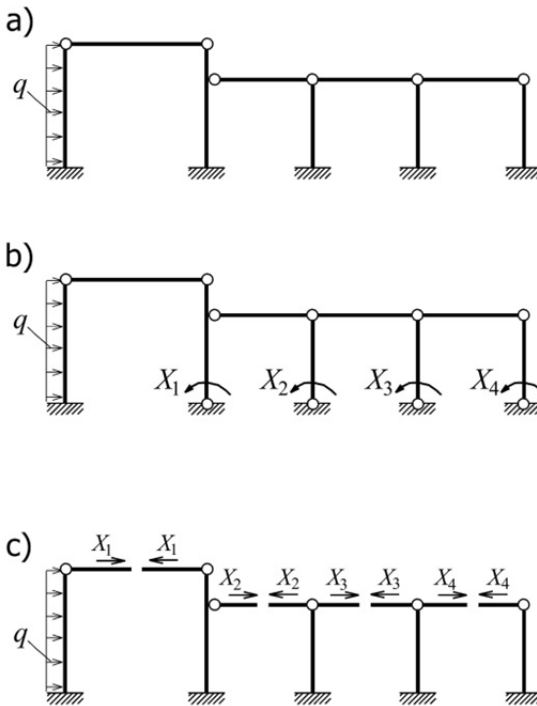 a)
q
b)
q
X₁ X₂ X₃ X₄
c)
X₁ X₁
X₂ X₂ X₃ X₃ X₄ X₄
q